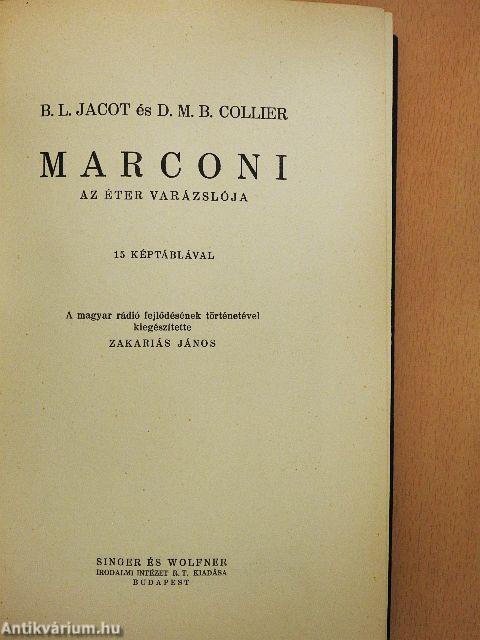 B. L. JACOT és D. M. B. COLLIER
MARCONI
AZ ÉTER VARÁZSLÓJA
15 KÉPTÁBLÁVAL
A magyar rádió fejlődésének történetével
kiegészítette
ZAKARIÁS JÁNOS
SINGER ÉS WOLFNER
IRODALMI INTÉZET R. T. KIADÁSA
BUDAPEST
Antikvárium.hu